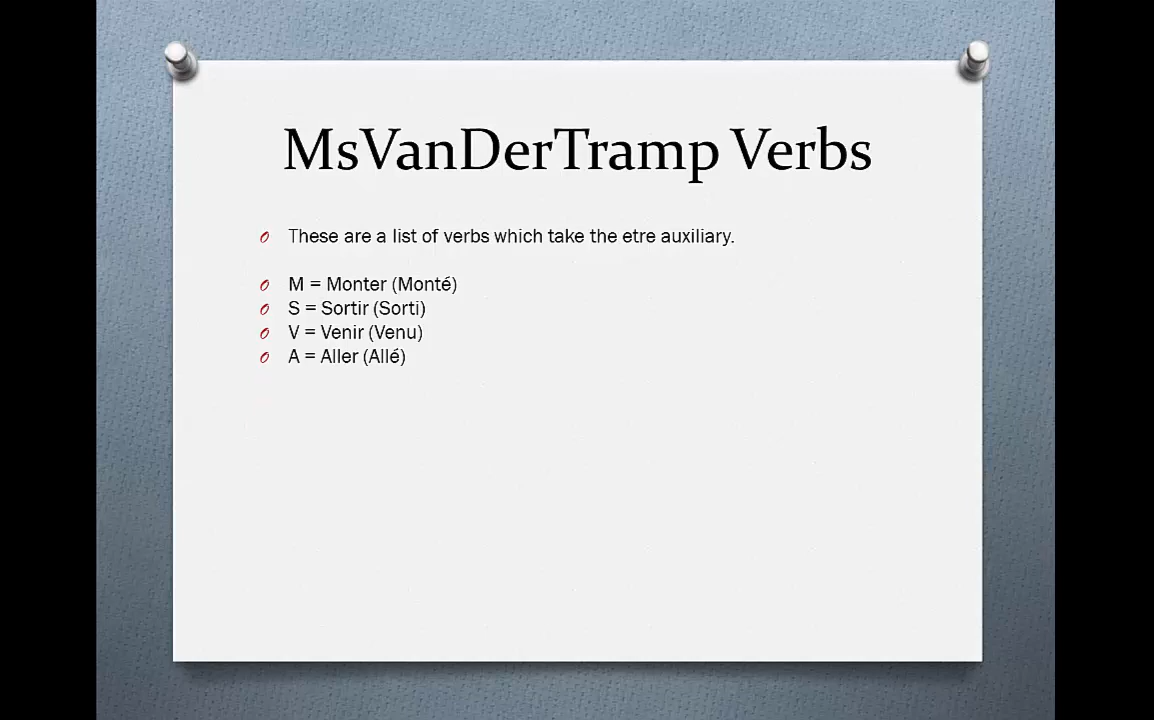 MsVanDerTramp Verbs
These are a list of verbs which take the etre auxiliary.
M = Monter (Monté)
S = Sortir (Sorti)
V = Venir (Venu)
A = Aller (Allé)